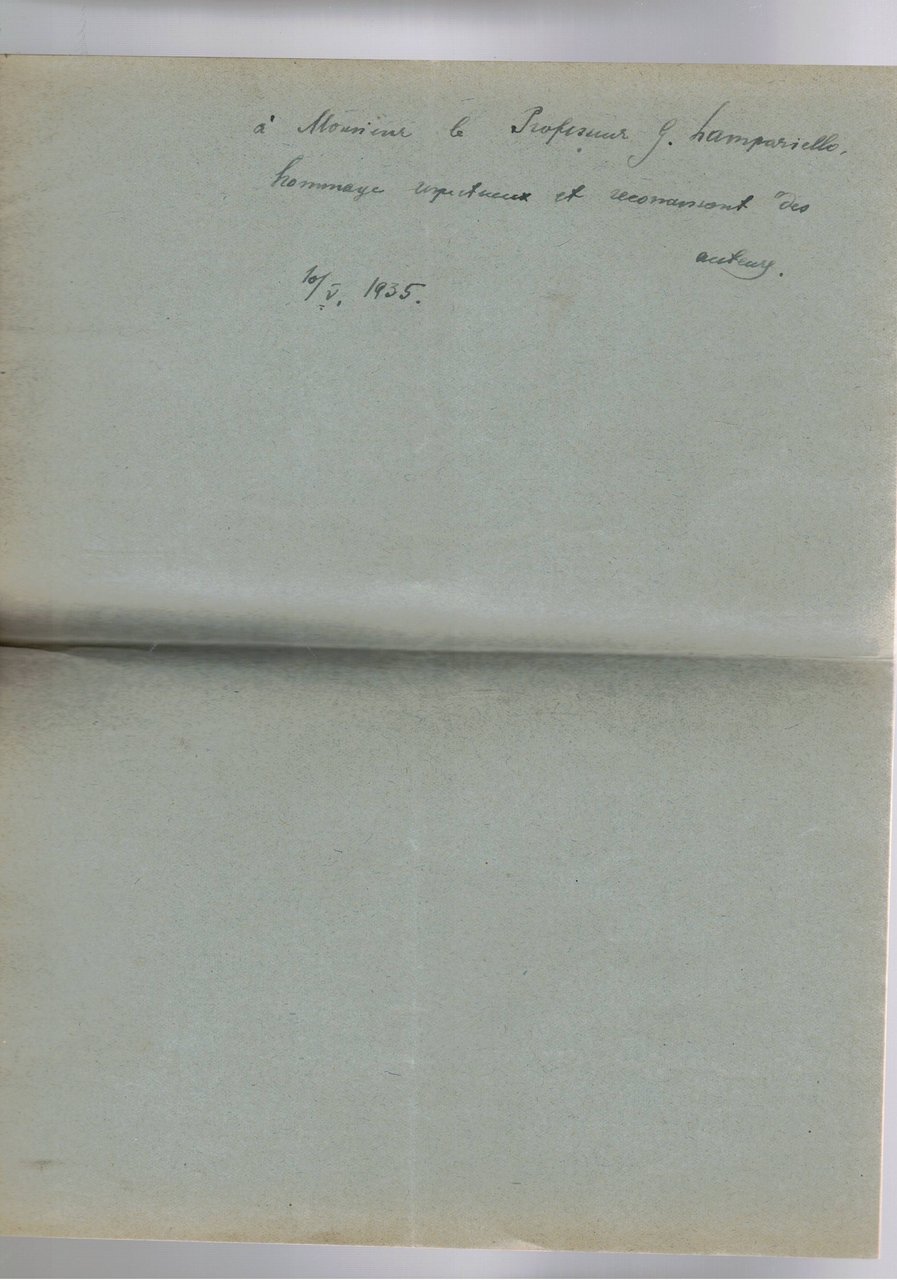 à Monsieur le Professeur G. Lampariello,
hommage respectueux et reconnaissant des
auteurs.
10/V. 1935.